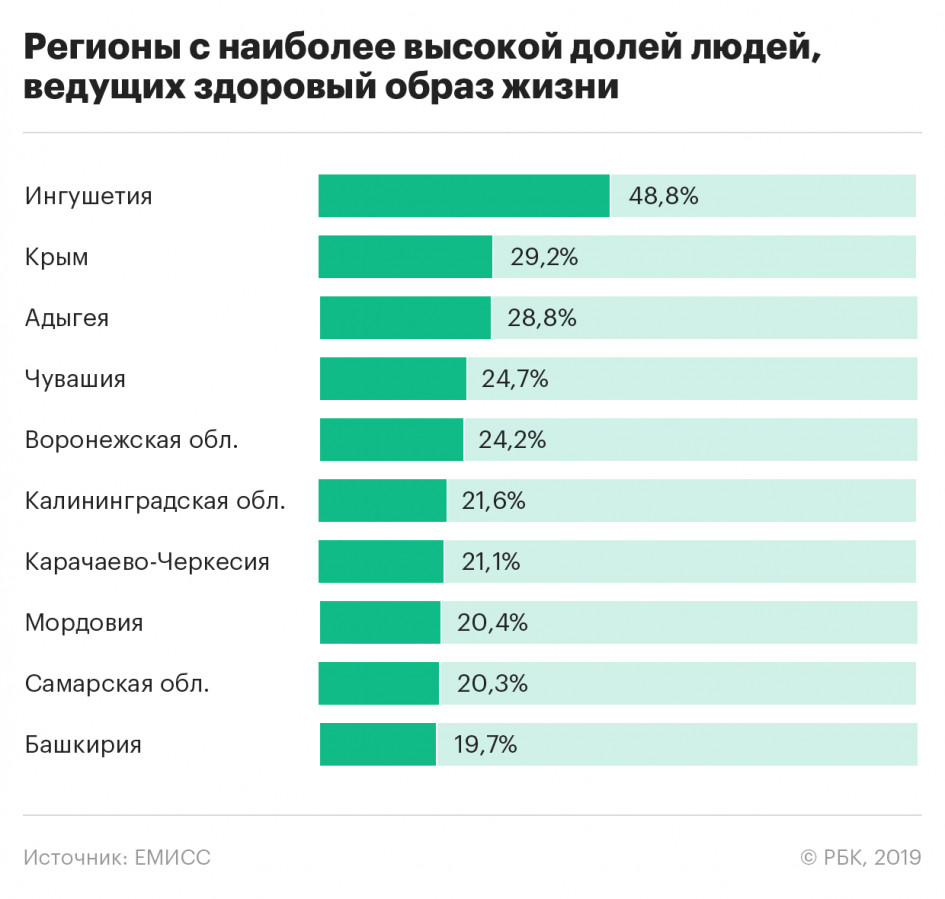 Регионы с наиболее высокой долей людей,
ведущих здоровый образ жизни
Ингушетия 48,8%
Крым 29,2%
Адыгея 28,8%
Чувашия 24,7%
Воронежская обл. 24,2%
Калининградская обл. 21,6%
Карачаево-Черкесия 21,1%
Мордовия 20,4%
Самарская обл. 20,3%
Башкирия 19,7%
Источник: ЕМИСС © РБК, 2019